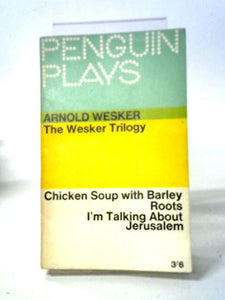 PENGUIN
PLAYS
ARNOLD WESKER
The Wesker Trilogy
Chicken Soup with Barley
Roots
I'm Talking About
Jerusalem
3'6